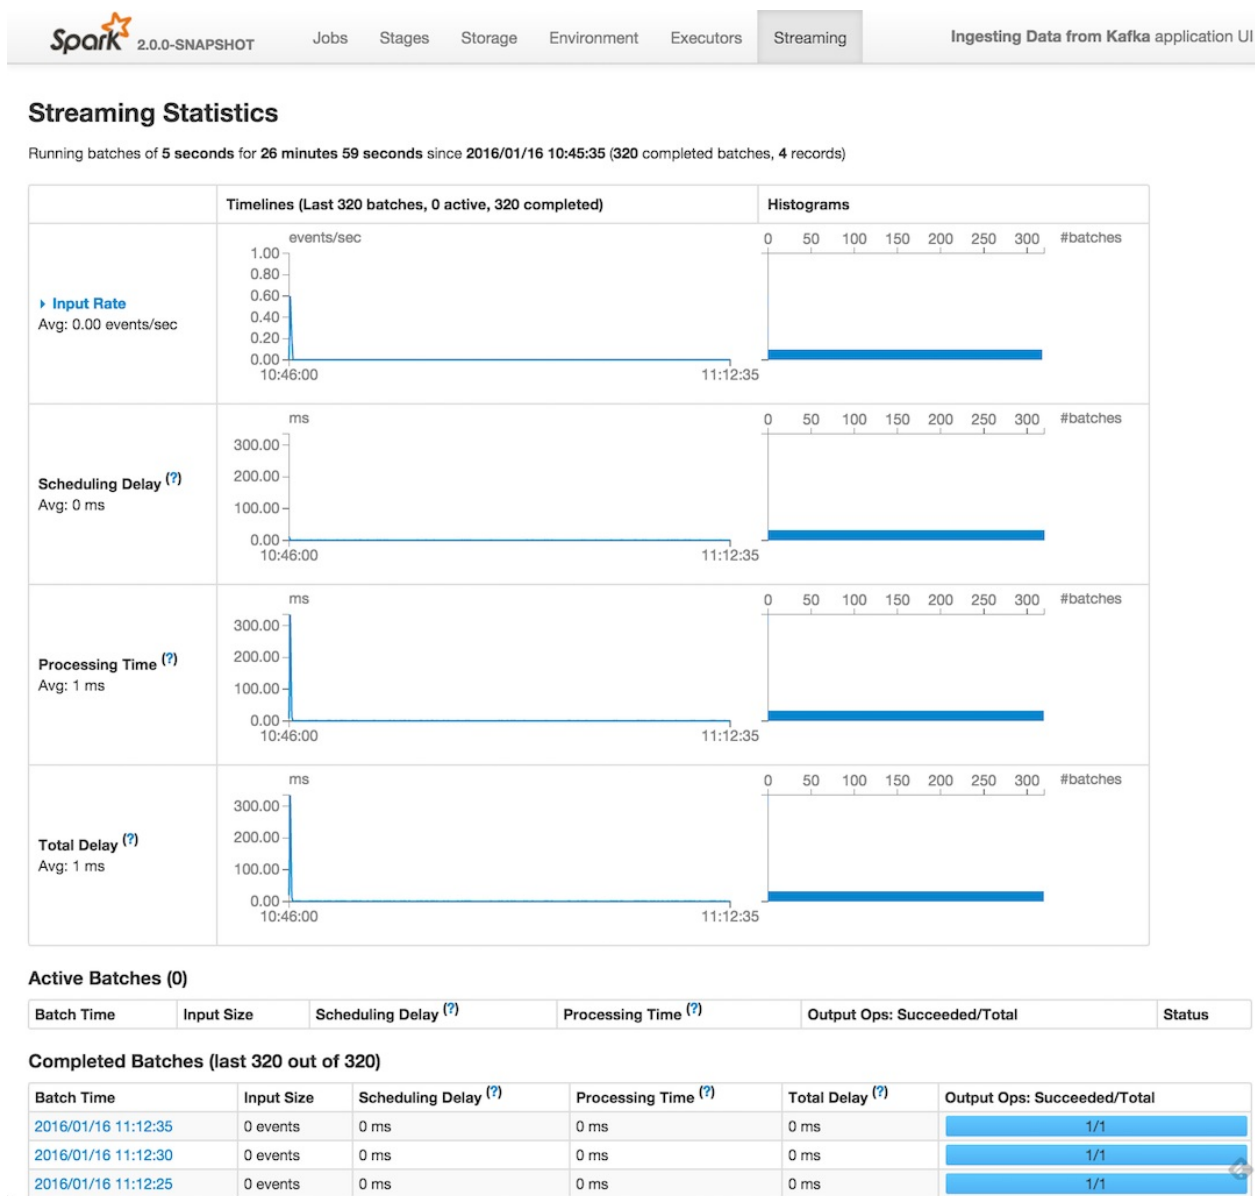 Spark 2.0.0-SNAPSHOT Jobs Stages Storage Environment Executors Streaming Ingesting Data from Kafka application UI
Streaming Statistics
Running batches of 5 seconds for 26 minutes 59 seconds since 2016/01/16 10:45:35 (320 completed batches, 4 records)
Timelines (Last 320 batches, 0 active, 320 completed) Histograms
Input Rate
Avg: 0.00 events/sec
events/sec
1.00
0.80
0.60
0.40
0.20
0.00
10:46:00 11:12:35
0 50 100 150 200 250 300 #batches
Scheduling Delay (?)
Avg: 0 ms
ms
300.00
200.00
100.00
0.00
10:46:00 11:12:35
0 50 100 150 200 250 300 #batches
Processing Time (?)
Avg: 1 ms
ms
300.00
200.00
100.00
0.00
10:46:00 11:12:35
0 50 100 150 200 250 300 #batches
Total Delay (?)
Avg: 1 ms
ms
300.00
200.00
100.00
0.00
10:46:00 11:12:35
0 50 100 150 200 250 300 #batches
Active Batches (0)
Batch Time Input Size Scheduling Delay (?) Processing Time (?) Output Ops: Succeeded/Total Status
Completed Batches (last 320 out of 320)
Batch Time Input Size Scheduling Delay (?) Processing Time (?) Total Delay (?) Output Ops: Succeeded/Total
2016/01/16 11:12:35 0 events 0 ms 0 ms 0 ms 1/1
2016/01/16 11:12:30 0 events 0 ms 0 ms 0 ms 1/1
2016/01/16 11:12:25 0 events 0 ms 0 ms 0 ms 1/1